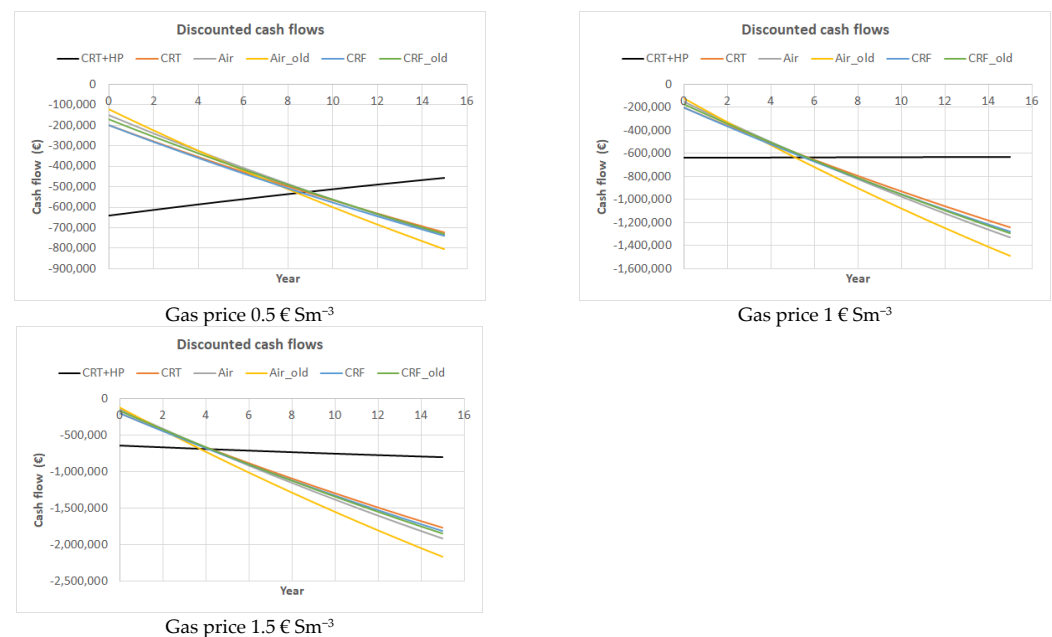 Discounted cash flows
CRT+HP CRT Air Air_old CRF CRF_old
0
0 2 4 6 8 10 12 14 16
-100,000
-200,000
-300,000
-400,000
-500,000
-600,000
-700,000
-800,000
-900,000
Cash flow (€)
Year
Gas price 0.5 € Sm⁻³
Discounted cash flows
CRT+HP CRT Air Air_old CRF CRF_old
0
0 2 4 6 8 10 12 14 16
-200,000
-400,000
-600,000
-800,000
-1,000,000
-1,200,000
-1,400,000
-1,600,000
Cash flow (€)
Year
Gas price 1 € Sm⁻³
Discounted cash flows
CRT+HP CRT Air Air_old CRF CRF_old
0
0 2 4 6 8 10 12 14 16
-500,000
-1,000,000
-1,500,000
-2,000,000
-2,500,000
Cash flow (€)
Year
Gas price 1.5 € Sm⁻³